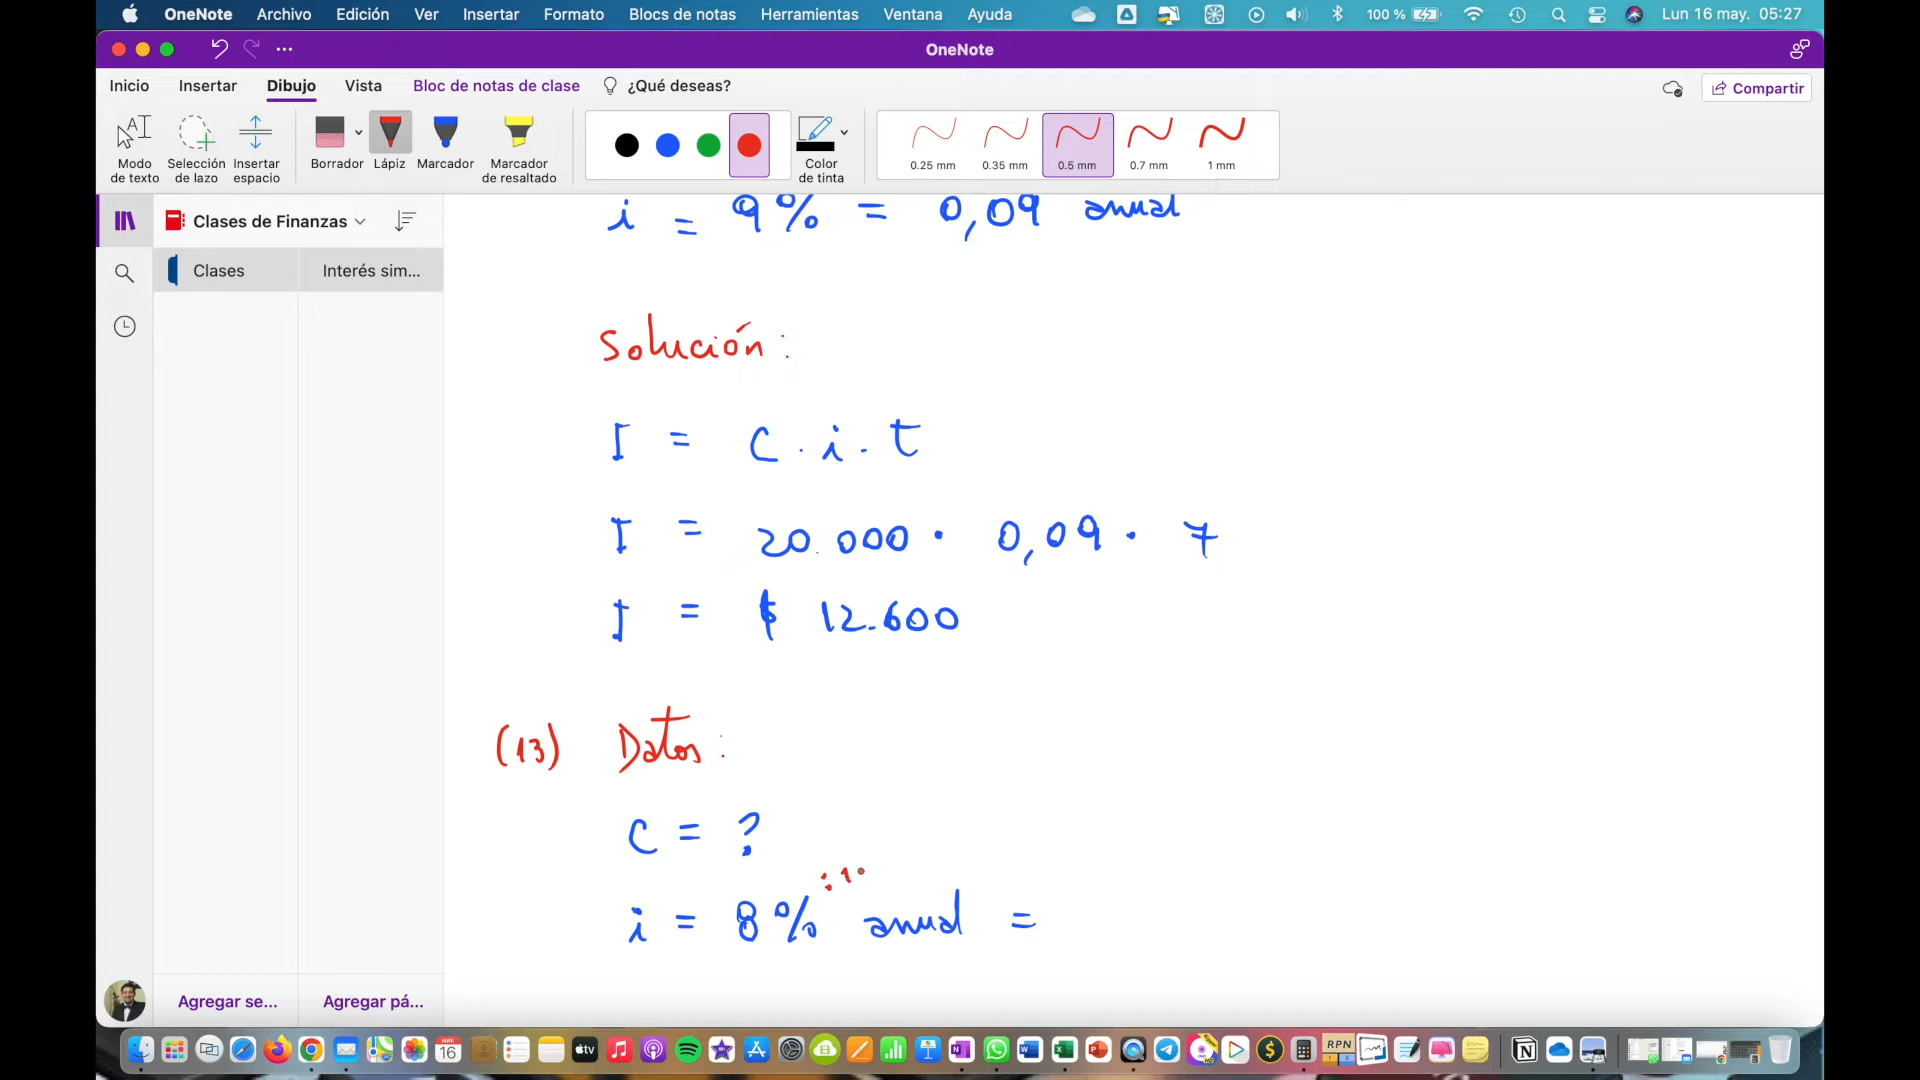 OneNote Archivo Edición Ver Insertar Formato Blocs de notas Herramientas Ventana Ayuda 100 % Lun 16 may. 05:27
OneNote
Inicio Insertar Dibujo Vista Bloc de notas de clase ¿Qué deseas? Compartir
Modo de texto
Selección de lazo
Insertar espacio
Borrador
Lápiz
Marcador
Marcador de resaltado
Color de tinta
0.25 mm 0.35 mm 0.5 mm 0.7 mm 1 mm
Clases de Finanzas
Clases Interés sim...
i = 9% = 0,09 anual
Solución:
I = C . i . t
I = 20.000 . 0,09 . 7
I = $ 12.600
(13) Datos:
C = ?
i = 8% anual =
Agregar se... Agregar pá...
MAY 16
tv
RPN